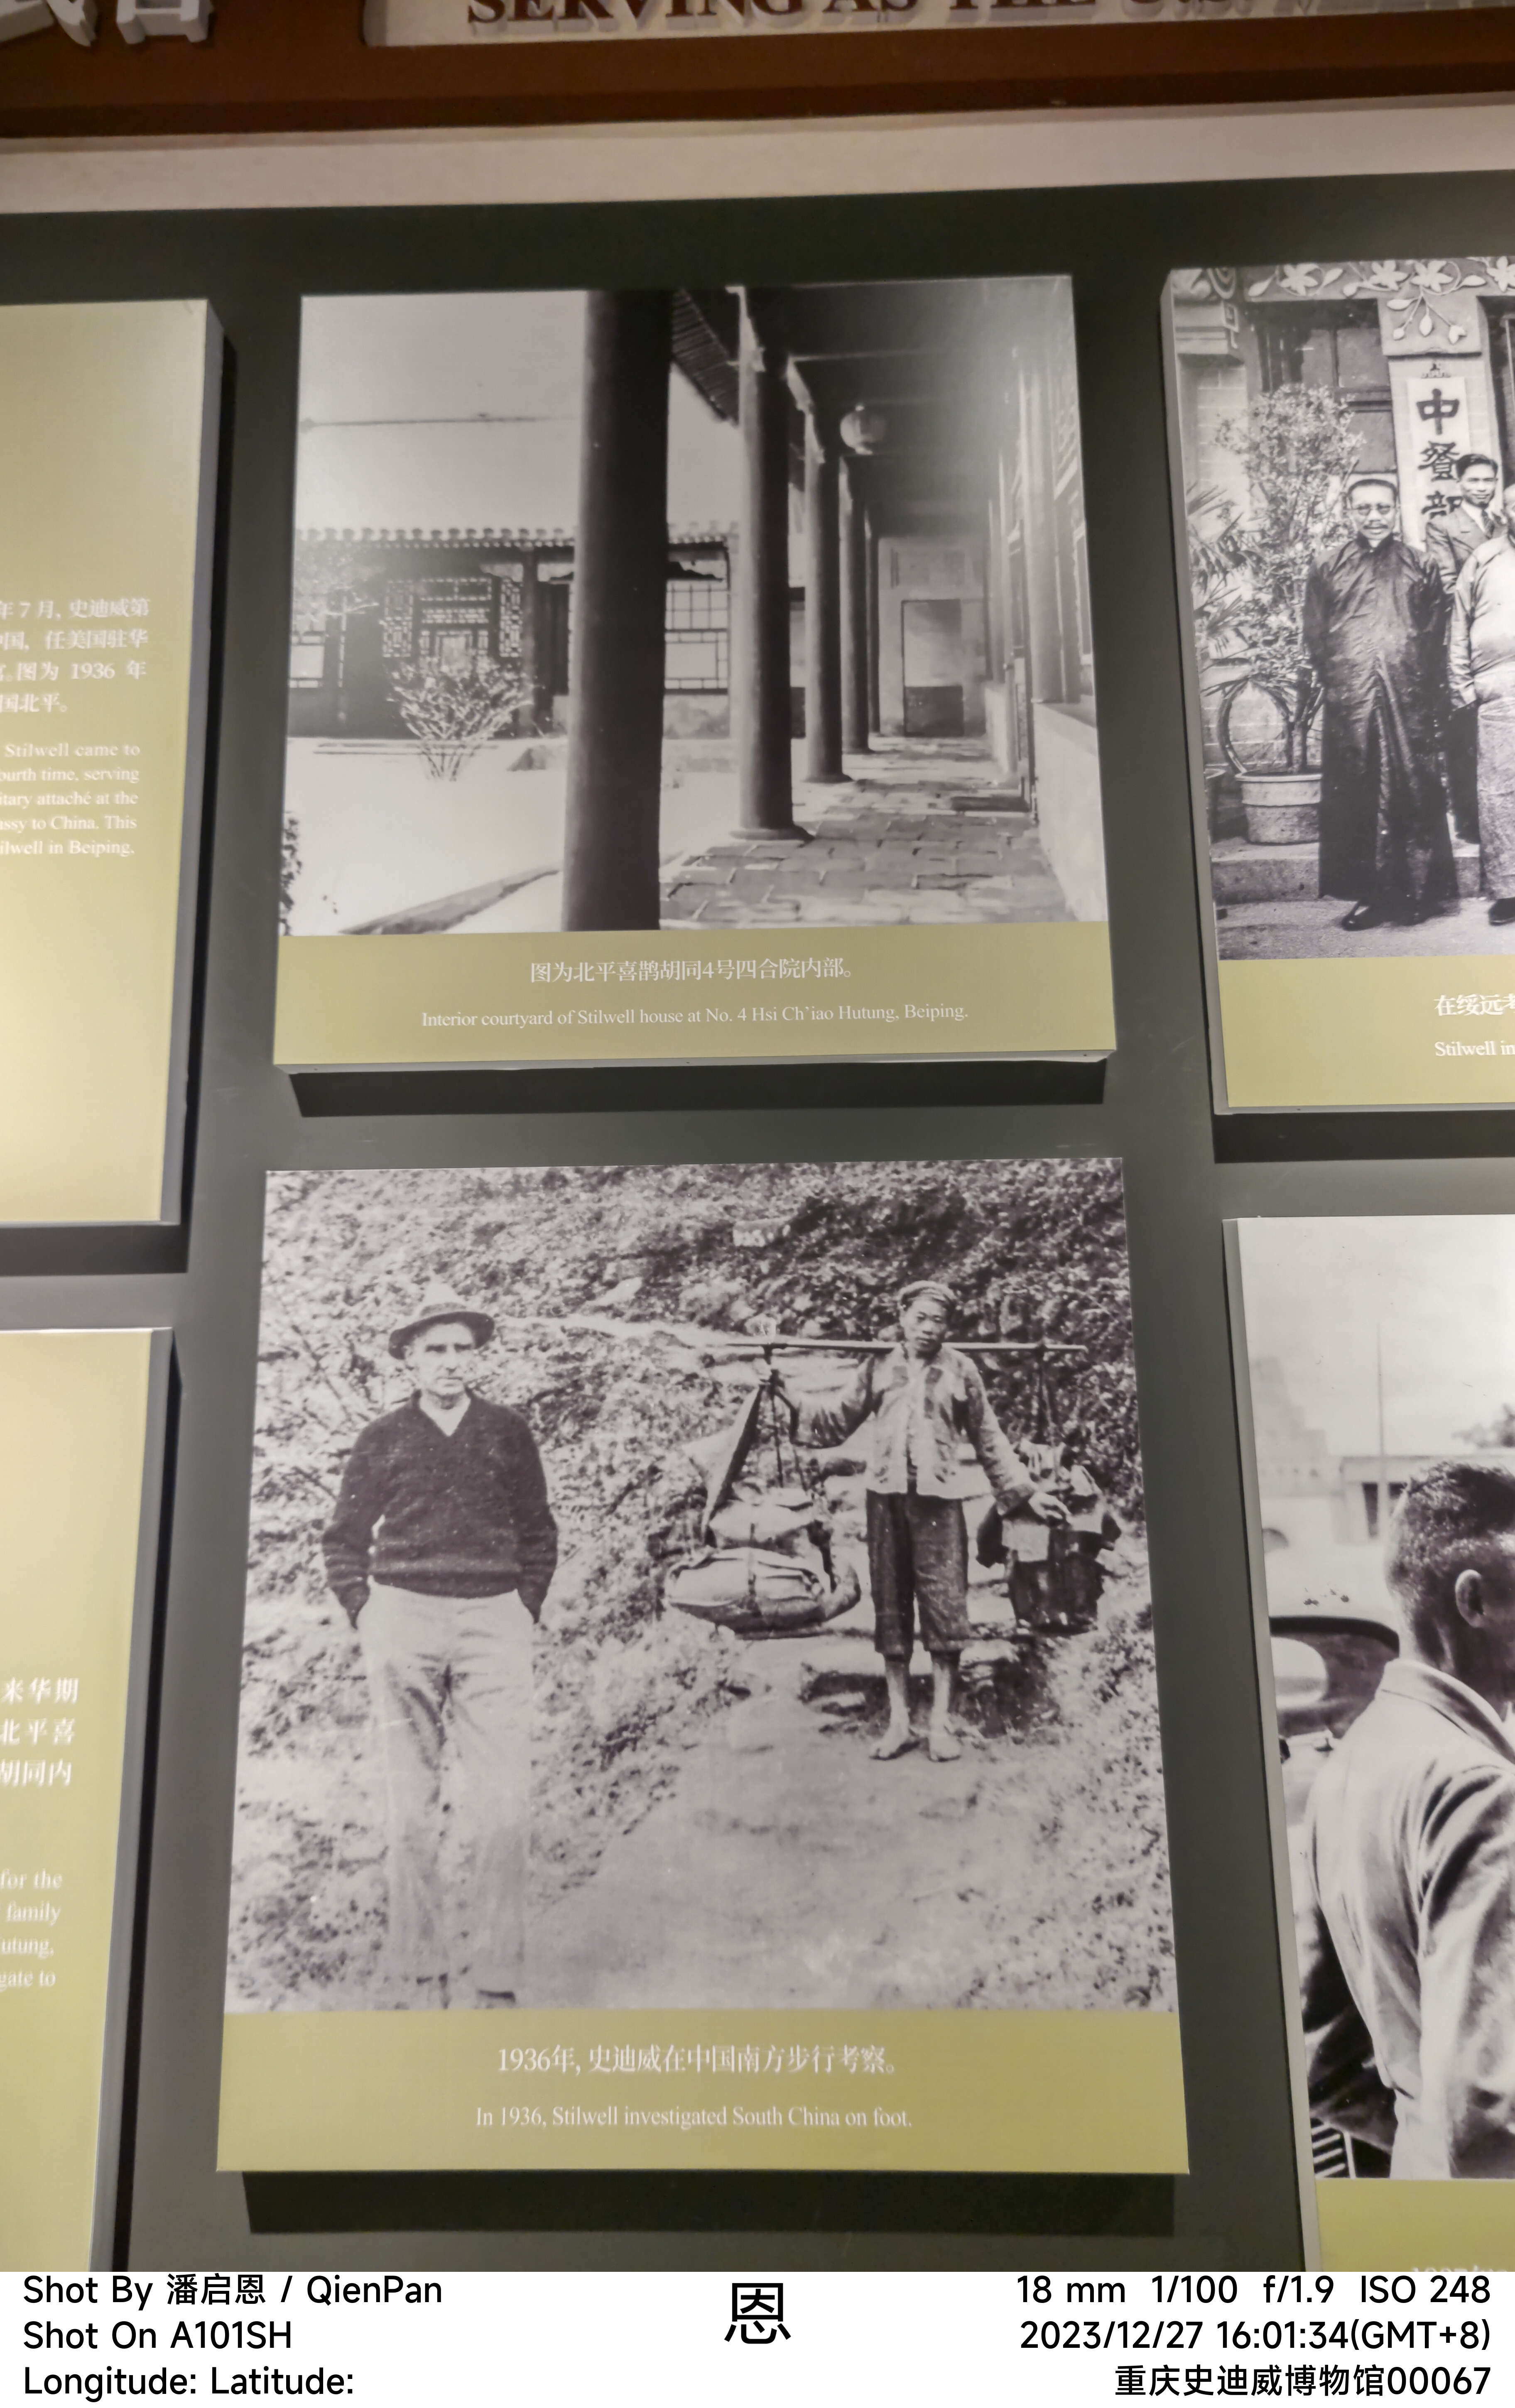 SERVING AS THE U.S.
年7月，史迪威第
中国，任美国驻华
官。图为 1936 年
国北平。
Stilwell came to
ourth time, serving
itary attaché at the
assy to China. This
ilwell in Beiping.
中餐部
图为北平喜鹊胡同4号四合院内部。
Interior courtyard of Stilwell house at No. 4 Hsi Ch'iao Hutung, Beiping.
在绥远考
Stilwell in
来华期
北平喜
胡同内
for the
family
utung,
gate to
1936年，史迪威在中国南方步行考察。
In 1936, Stilwell investigated South China on foot.
Shot By 潘启恩 / QienPan
Shot On A101SH
Longitude: Latitude:
恩
18 mm 1/100 f/1.9 ISO 248
2023/12/27 16:01:34(GMT+8)
重庆史迪威博物馆00067